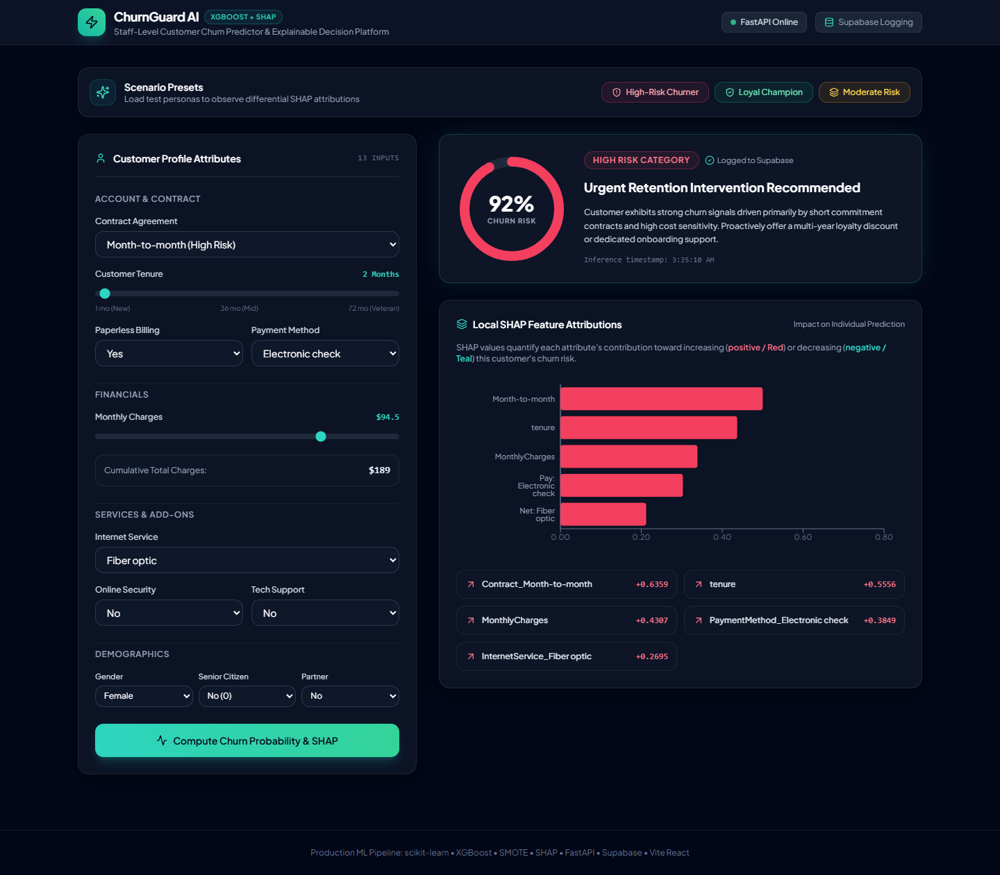 ChurnGuard AI
XGBOOST + SHAP
Staff-Level Customer Churn Predictor & Explainable Decision Platform
FastAPI Online
Supabase Logging
Scenario Presets
Load test personas to observe differential SHAP attributions
High-Risk Churner
Loyal Champion
Moderate Risk
Customer Profile Attributes
13 INPUTS
ACCOUNT & CONTRACT
Contract Agreement
Month-to-month (High Risk)
Customer Tenure
2 Months
1 mo (New)
36 mo (Mid)
72 mo (Veteran)
Paperless Billing
Payment Method
Yes
Electronic check
FINANCIALS
Monthly Charges
$94.5
Cumulative Total Charges:
$189
SERVICES & ADD-ONS
Internet Service
Fiber optic
Online Security
Tech Support
No
No
DEMOGRAPHICS
Gender
Senior Citizen
Partner
Female
No (0)
No
Compute Churn Probability & SHAP
92%
CHURN RISK
HIGH RISK CATEGORY
Logged to Supabase
Urgent Retention Intervention Recommended
Customer exhibits strong churn signals driven primarily by short commitment
contracts and high cost sensitivity. Proactively offer a multi-year loyalty discount
or dedicated onboarding support.
Inference timestamp: 3:35:10 AM
Local SHAP Feature Attributions
Impact on Individual Prediction
SHAP values quantify each attribute's contribution toward increasing (positive / Red) or decreasing (negative /
Teal) this customer's churn risk.
Month-to-month
tenure
MonthlyCharges
Pay:
Electronic
check
Net: Fiber
optic
0.00
0.20
0.40
0.60
0.80
Contract_Month-to-month
+0.6359
tenure
+0.5556
MonthlyCharges
+0.4307
PaymentMethod_Electronic check
+0.3849
InternetService_Fiber optic
+0.2695
Production ML Pipeline: scikit-learn • XGBoost • SMOTE • SHAP • FastAPI • Supabase • Vite React